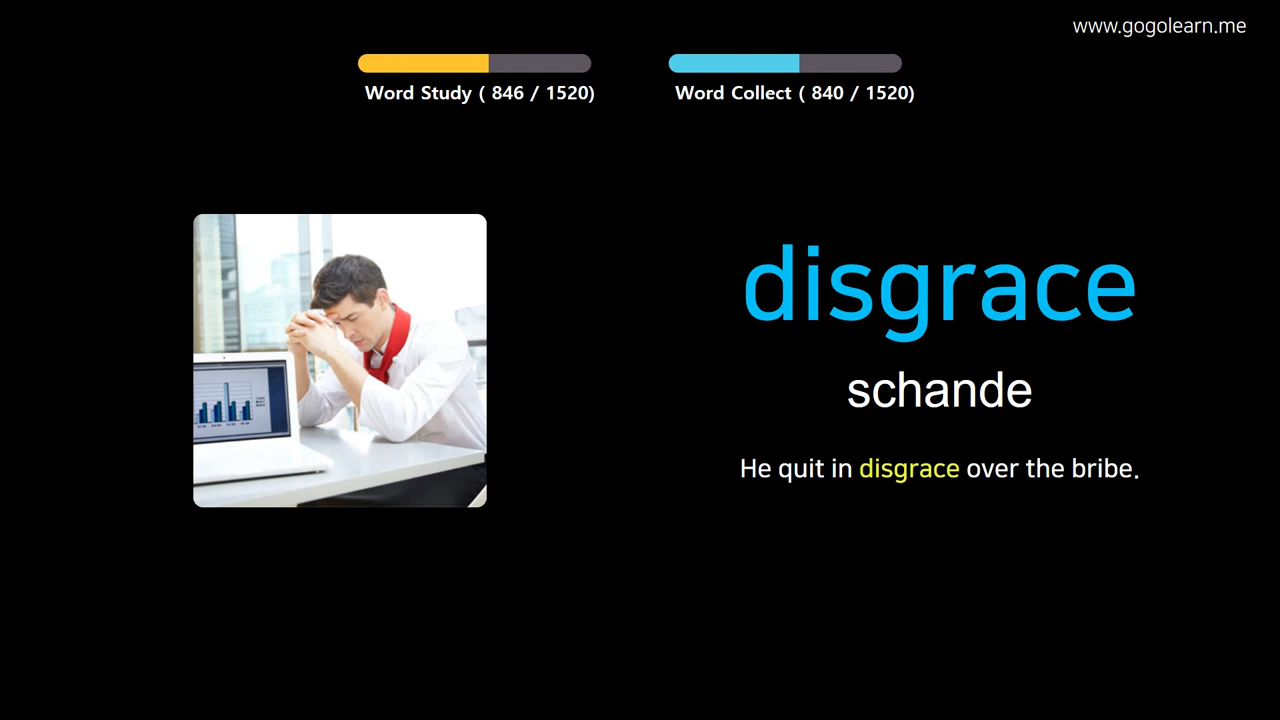 www.gogolearn.me
Word Study ( 846 / 1520)
Word Collect ( 840 / 1520)
disgrace
schande
He quit in disgrace over the bribe.